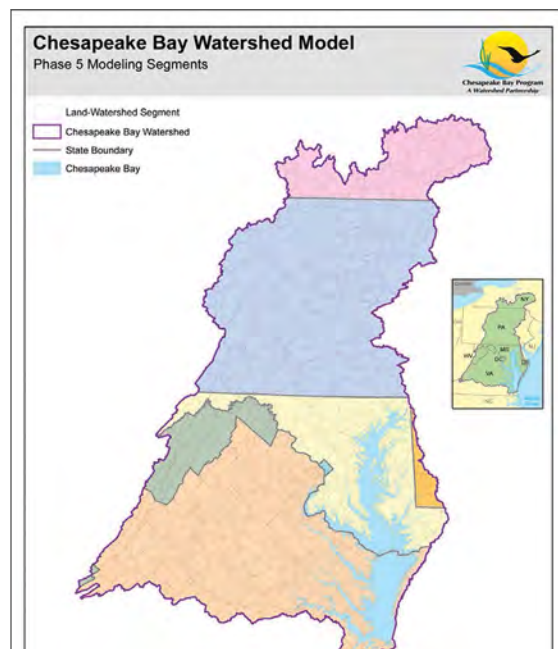 Chesapeake Bay Watershed Model
Phase 5 Modeling Segments
Chesapeake Bay Program
A Watershed Partnership
Land-Watershed Segment
Chesapeake Bay Watershed
State Boundary
Chesapeake Bay
NY
PA
MD
WV
DC
DE
VA